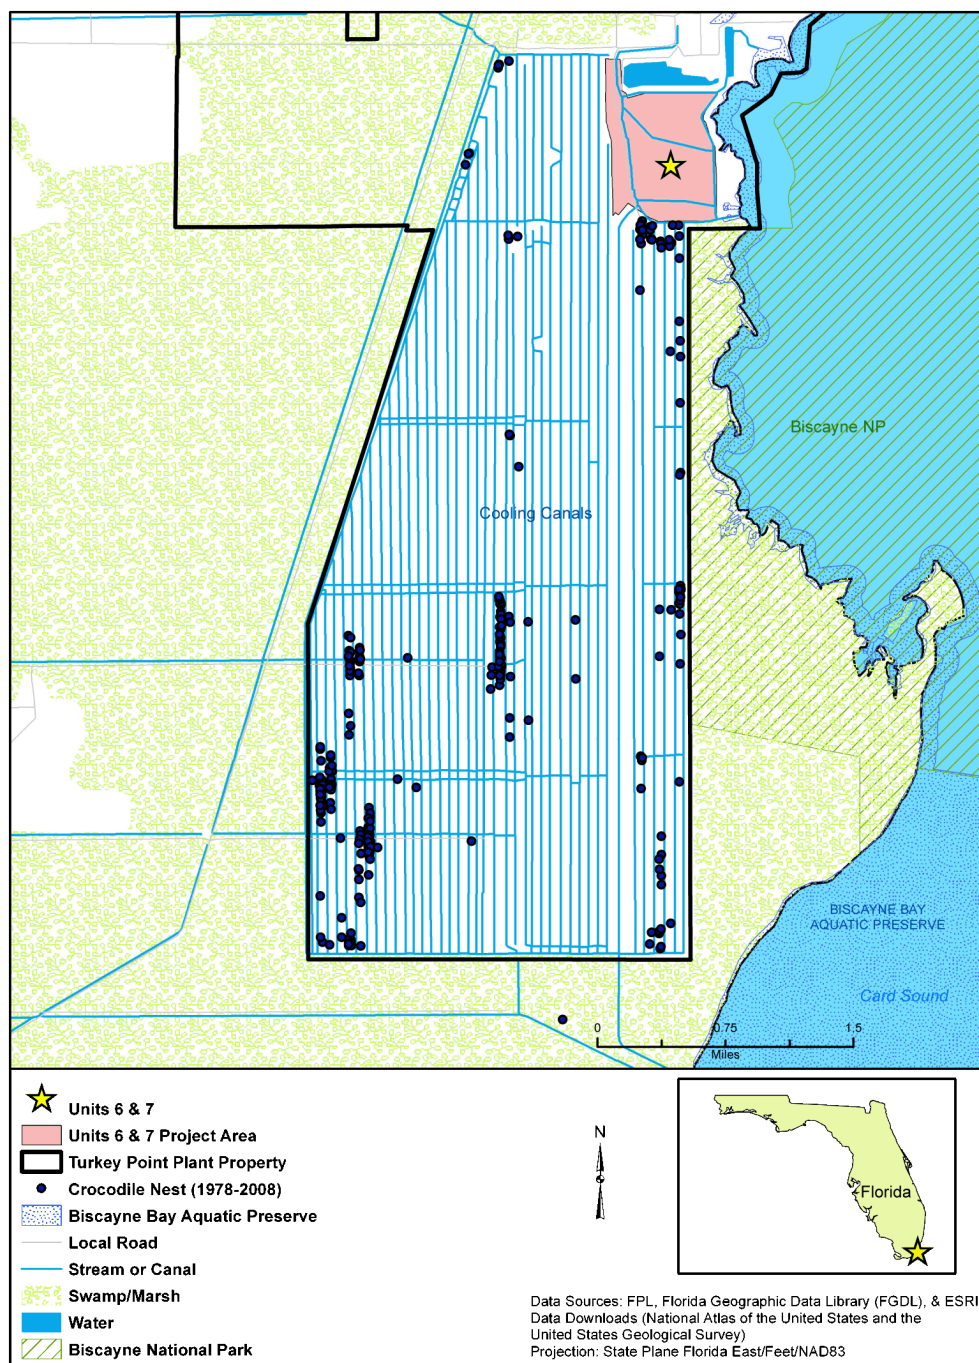 Biscayne NP
Cooling Canals
BISCAYNE BAY
AQUATIC PRESERVE
Card Sound
0 0.75 1.5
Miles
Units 6 & 7
Units 6 & 7 Project Area
Turkey Point Plant Property
Crocodile Nest (1978-2008)
Biscayne Bay Aquatic Preserve
Local Road
Stream or Canal
Swamp/Marsh
Water
Biscayne National Park
N
Florida
Data Sources: FPL, Florida Geographic Data Library (FGDL), & ESRI
Data Downloads (National Atlas of the United States and the
United States Geological Survey)
Projection: State Plane Florida East/Feet/NAD83